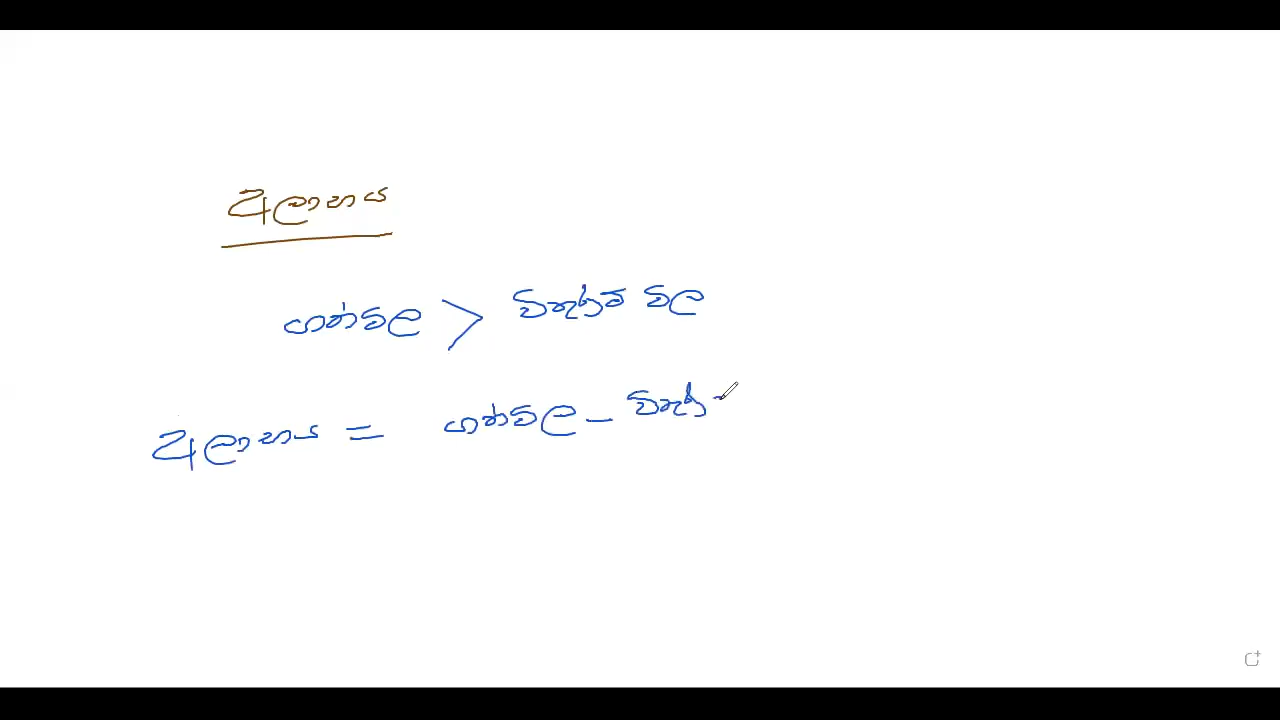 අලාභය
ගත්මිල > විකුණුම් මිල
අලාභය = ගත්මිල - විකුණු